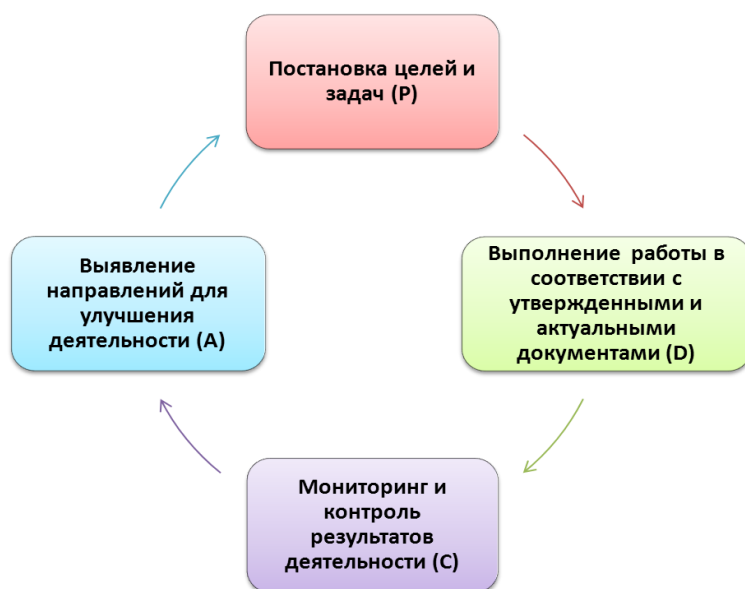 Постановка целей и
задач (P)
Выполнение работы в
соответствии с
утвержденными и
актуальными
документами (D)
Мониторинг и
контроль
результатов
деятельности (C)
Выявление
направлений для
улучшения
деятельности (A)